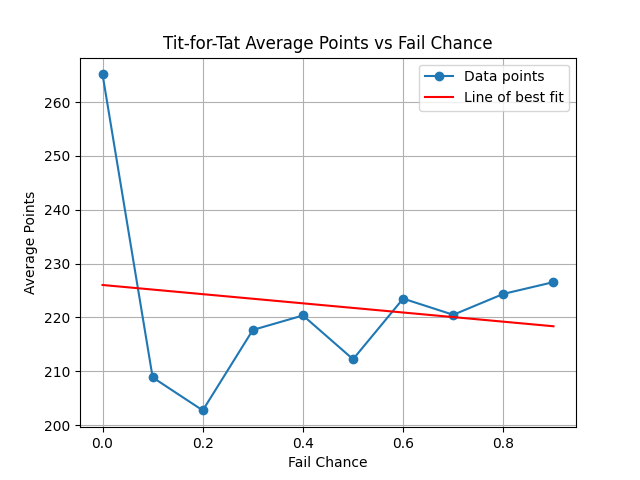 Tit-for-Tat Average Points vs Fail Chance
Data points
Line of best fit
Average Points
260
250
240
230
220
210
200
0.0
0.2
0.4
0.6
0.8
Fail Chance